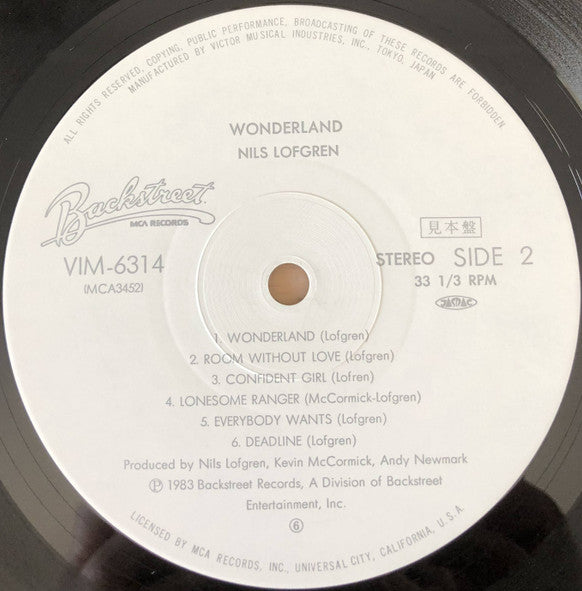 ALL RIGHTS RESERVED, COPYING, PUBLIC PERFORMANCE, BROADCASTING OF THESE RECORDS ARE FORBIDDEN.
MANUFACTURED BY VICTOR MUSICAL INDUSTRIES, INC., TOKYO, JAPAN
WONDERLAND
NILS LOFGREN
Backstreet
MCA RECORDS
見本盤
VIM-6314
STEREO SIDE 2
(MCA3452)
33 1/3 RPM
JASRAC
1. WONDERLAND (Lofgren)
2. ROOM WITHOUT LOVE (Lofgren)
3. CONFIDENT GIRL (Lofren)
4. LONESOME RANGER (McCormick-Lofgren)
5. EVERYBODY WANTS (Lofgren)
6. DEADLINE (Lofgren)
Produced by Nils Lofgren, Kevin McCormick, Andy Newmark
Ⓟ 1983 Backstreet Records, A Division of Backstreet
Entertainment, Inc.
⑥
LICENSED BY MCA RECORDS, INC., UNIVERSAL CITY, CALIFORNIA, U.S.A.